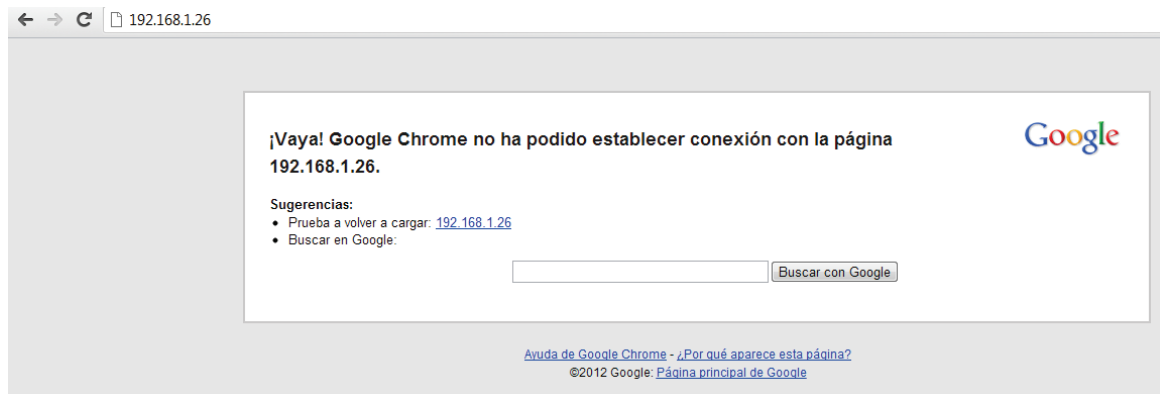 192.168.1.26
¡Vaya! Google Chrome no ha podido establecer conexión con la página
192.168.1.26.
Google
Sugerencias:
• Prueba a volver a cargar: 192.168.1.26
• Buscar en Google:
Buscar con Google
Ayuda de Google Chrome - ¿Por qué aparece esta página?
©2012 Google: Página principal de Google